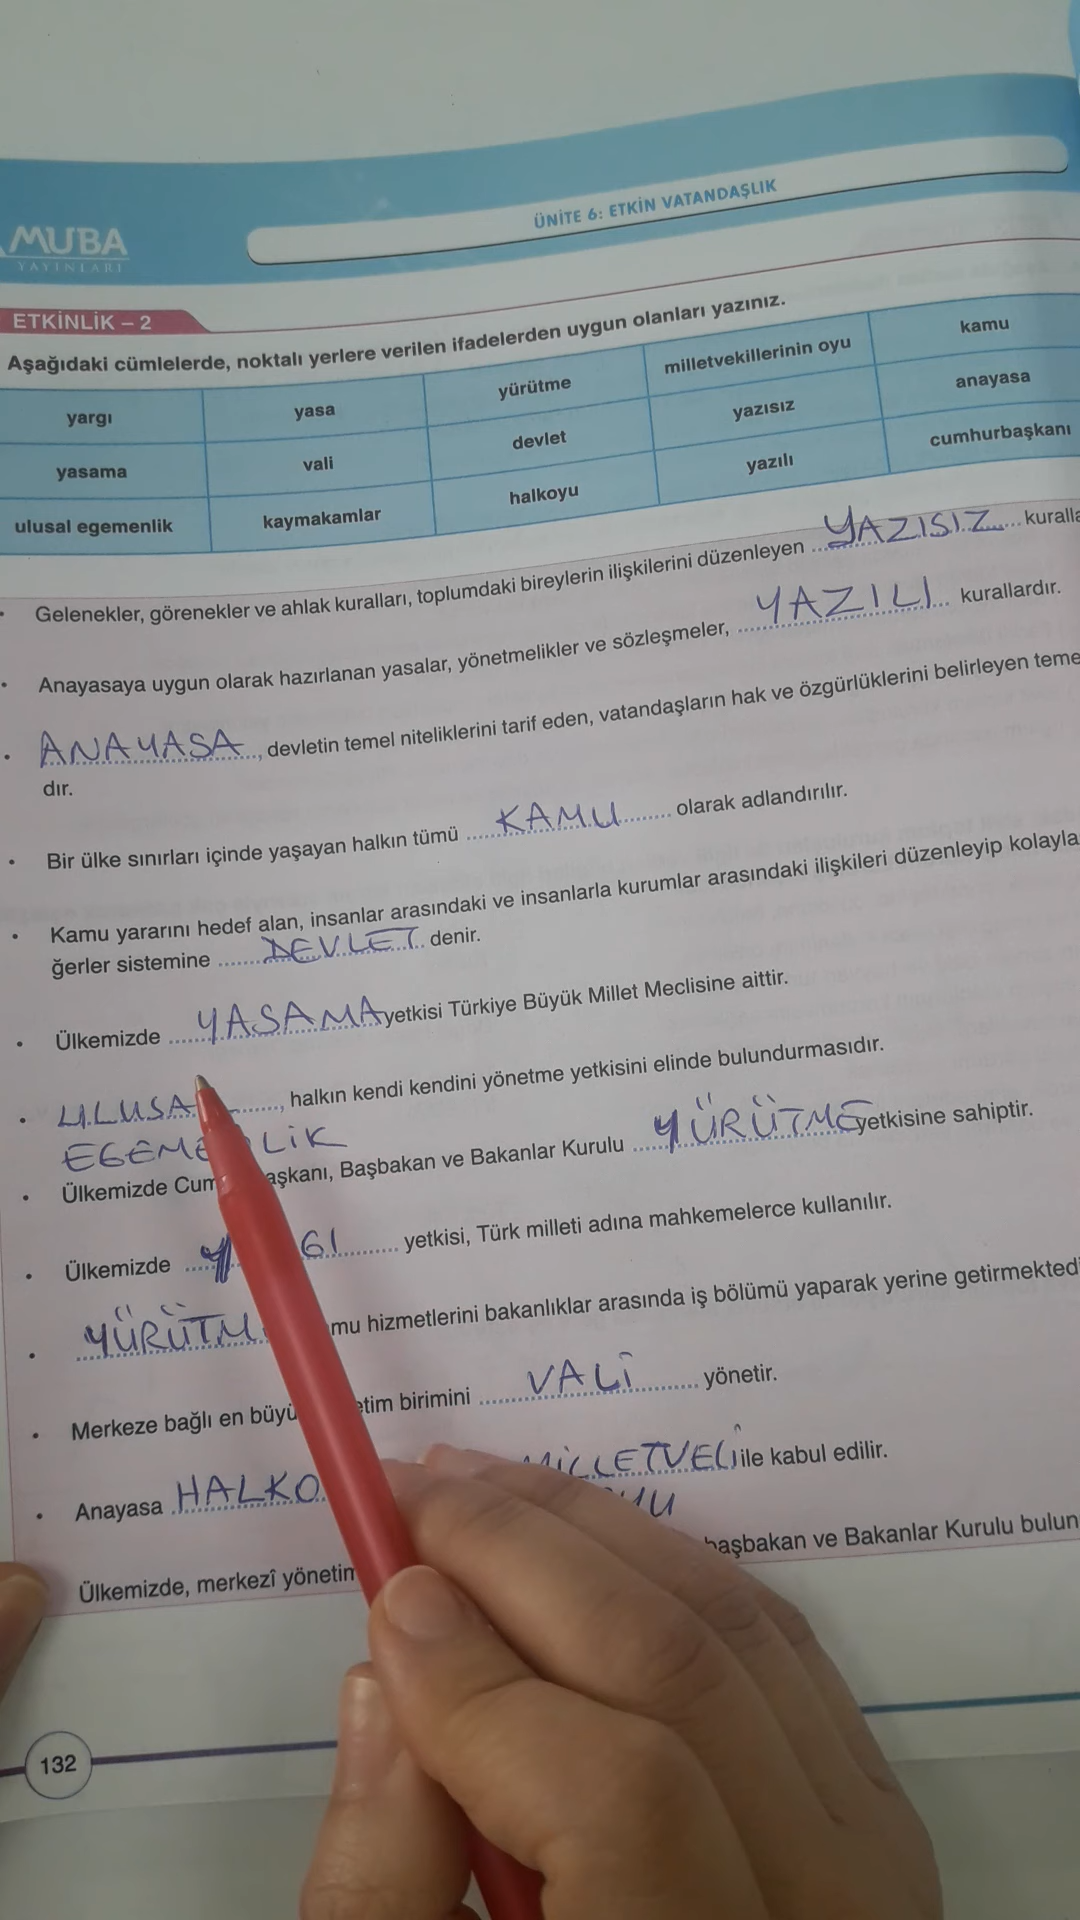 ÜNİTE 6: ETKİN VATANDAŞLIK
MUBA
YAYINLARI
ETKİNLİK – 2
Aşağıdaki cümlelerde, noktalı yerlere verilen ifadelerden uygun olanları yazınız.
yargı yasa yürütme milletvekillerinin oyu kamu
yasama vali devlet yazısız anayasa
ulusal egemenlik kaymakamlar halkoyu yazılı cumhurbaşkanı
Gelenekler, görenekler ve ahlak kuralları, toplumdaki bireylerin ilişkilerini düzenleyen YAZISIZ
Anayasaya uygun olarak hazırlanan yasalar, yönetmelikler ve sözleşmeler, YAZILI kurallardır.
ANAYASA, devletin temel niteliklerini tarif eden, vatandaşların hak ve özgürlüklerini belirleyen teme
dır.
Bir ülke sınırları içinde yaşayan halkın tümü KAMU olarak adlandırılır.
Kamu yararını hedef alan, insanlar arasındaki ve insanlarla kurumlar arasındaki ilişkileri düzenleyip kolayla
ğerler sistemine DEVLET denir.
Ülkemizde YASAMA yetkisi Türkiye Büyük Millet Meclisine aittir.
ULUSA , halkın kendi kendini yönetme yetkisini elinde bulundurmasıdır.
EGEME LİK
Ülkemizde Cum aşkanı, Başbakan ve Bakanlar Kurulu YÜRÜTME yetkisine sahiptir.
Ülkemizde yetkisi, Türk milleti adına mahkemelerce kullanılır.
YÜRÜTM mu hizmetlerini bakanlıklar arasında iş bölümü yaparak yerine getirmektedi
Merkeze bağlı en büyü etim birimini VALİ yönetir.
Anayasa HALKO MİLLETVEKİ ile kabul edilir.
başbakan ve Bakanlar Kurulu bulun
Ülkemizde, merkezî yönetim
132